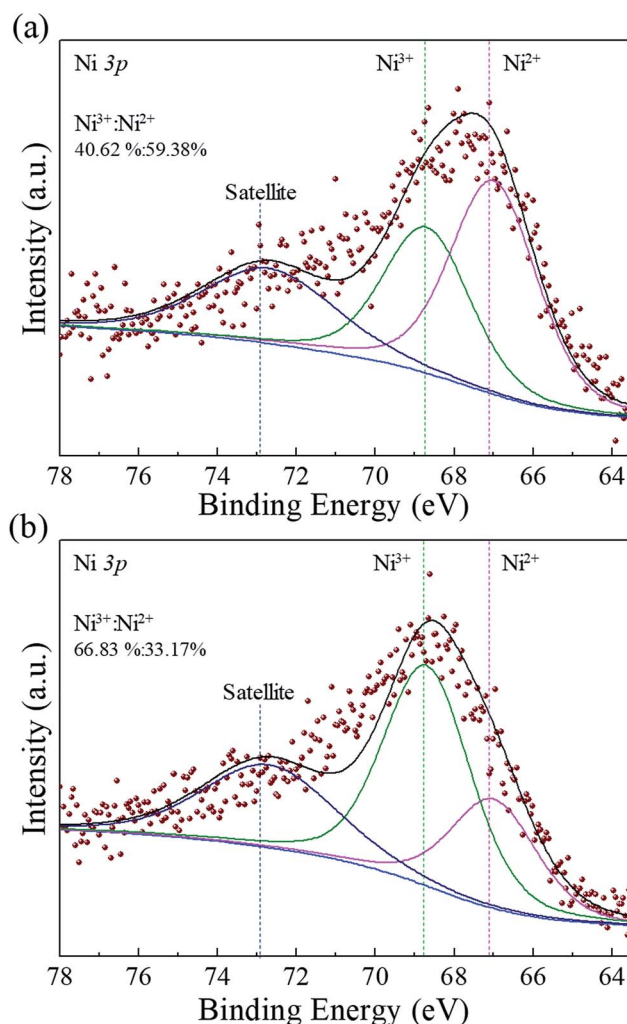 (a)
Ni 3p
Ni³⁺
Ni²⁺
Ni³⁺:Ni²⁺
40.62 %:59.38%
Satellite
Intensity (a.u.)
78 76 74 72 70 68 66 64
Binding Energy (eV)
(b)
Ni 3p
Ni³⁺
Ni²⁺
Ni³⁺:Ni²⁺
66.83 %:33.17%
Satellite
Intensity (a.u.)
78 76 74 72 70 68 66 64
Binding Energy (eV)